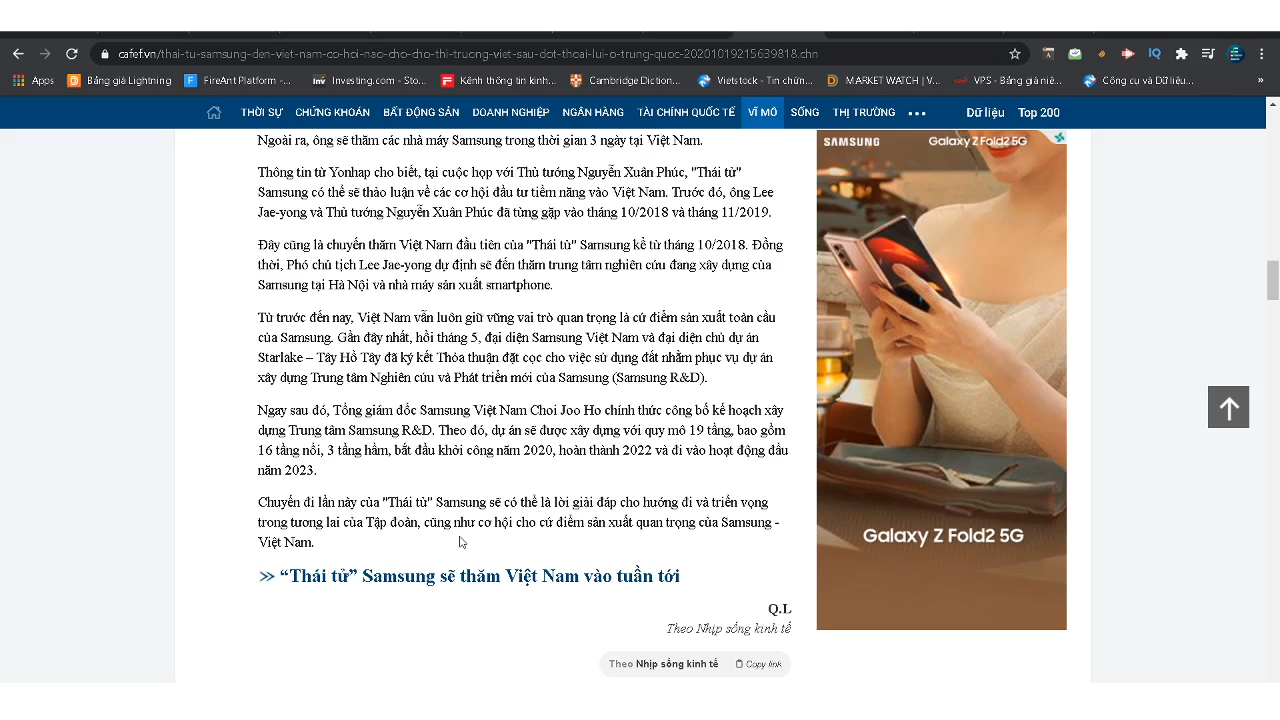 cafef.vn/thai-tu-samsung-den-viet-nam-co-hoi-nao-cho-cho-thi-truong-viet-sau-dot-thoai-lui-o-trung-quoc-20201019215639818.chn
Apps Bảng giá Lightning FireAnt Platform -... Investing.com - Sto... Kênh thông tin kinh... Cambridge Diction... Vietstock - Tin chứn... MARKET WATCH | V... VPS - Bảng giá niê... Công cụ và Dữ liệu... »
THỜI SỰ CHỨNG KHOÁN BẤT ĐỘNG SẢN DOANH NGHIỆP NGÂN HÀNG TÀI CHÍNH QUỐC TẾ VĨ MÔ SỐNG THỊ TRƯỜNG ••• Dữ liệu Top 200
Ngoài ra, ông sẽ thăm các nhà máy Samsung trong thời gian 3 ngày tại Việt Nam.
Thông tin từ Yonhap cho biết, tại cuộc họp với Thủ tướng Nguyễn Xuân Phúc, "Thái tử"
Samsung có thể sẽ thảo luận về các cơ hội đầu tư tiềm năng vào Việt Nam. Trước đó, ông Lee
Jae-yong và Thủ tướng Nguyễn Xuân Phúc đã từng gặp vào tháng 10/2018 và tháng 11/2019.
Đây cũng là chuyến thăm Việt Nam đầu tiên của "Thái tử" Samsung kể từ tháng 10/2018. Đồng
thời, Phó chủ tịch Lee Jae-yong dự định sẽ đến thăm trung tâm nghiên cứu đang xây dựng của
Samsung tại Hà Nội và nhà máy sản xuất smartphone.
Từ trước đến nay, Việt Nam vẫn luôn giữ vững vai trò quan trọng là cứ điểm sản xuất toàn cầu
của Samsung. Gần đây nhất, hồi tháng 5, đại diện Samsung Việt Nam và đại diện chủ dự án
Starlake – Tây Hồ Tây đã ký kết Thỏa thuận đặt cọc cho việc sử dụng đất nhằm phục vụ dự án
xây dựng Trung tâm Nghiên cứu và Phát triển mới của Samsung (Samsung R&D).
Ngay sau đó, Tổng giám đốc Samsung Việt Nam Choi Joo Ho chính thức công bố kế hoạch xây
dựng Trung tâm Samsung R&D. Theo đó, dự án sẽ được xây dựng với quy mô 19 tầng, bao gồm
16 tầng nổi, 3 tầng hầm, bắt đầu khởi công năm 2020, hoàn thành 2022 và đi vào hoạt động đầu
năm 2023.
Chuyến đi lần này của "Thái tử" Samsung sẽ có thể là lời giải đáp cho hướng đi và triển vọng
trong tương lai của Tập đoàn, cũng như cơ hội cho cứ điểm sản xuất quan trọng của Samsung -
Việt Nam.
>> “Thái tử” Samsung sẽ thăm Việt Nam vào tuần tới
Q.L
Theo Nhịp sống kinh tế
Theo Nhịp sống kinh tế Copy link
SAMSUNG Galaxy Z Fold2 5G
Galaxy Z Fold2 5G